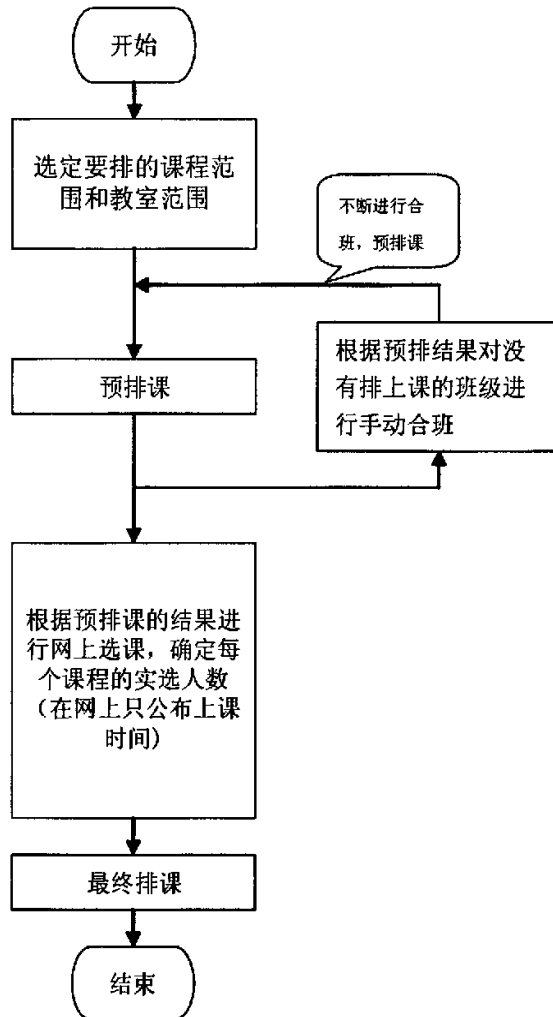 开始
选定要排的课程范
围和教室范围
不断进行合
班，预排课
预排课
根据预排结果对没
有排上课的班级进
行手动合班
根据预排课的结果进
行网上选课，确定每
个课程的实选人数
（在网上只公布上课
时间)
最终排课
结束